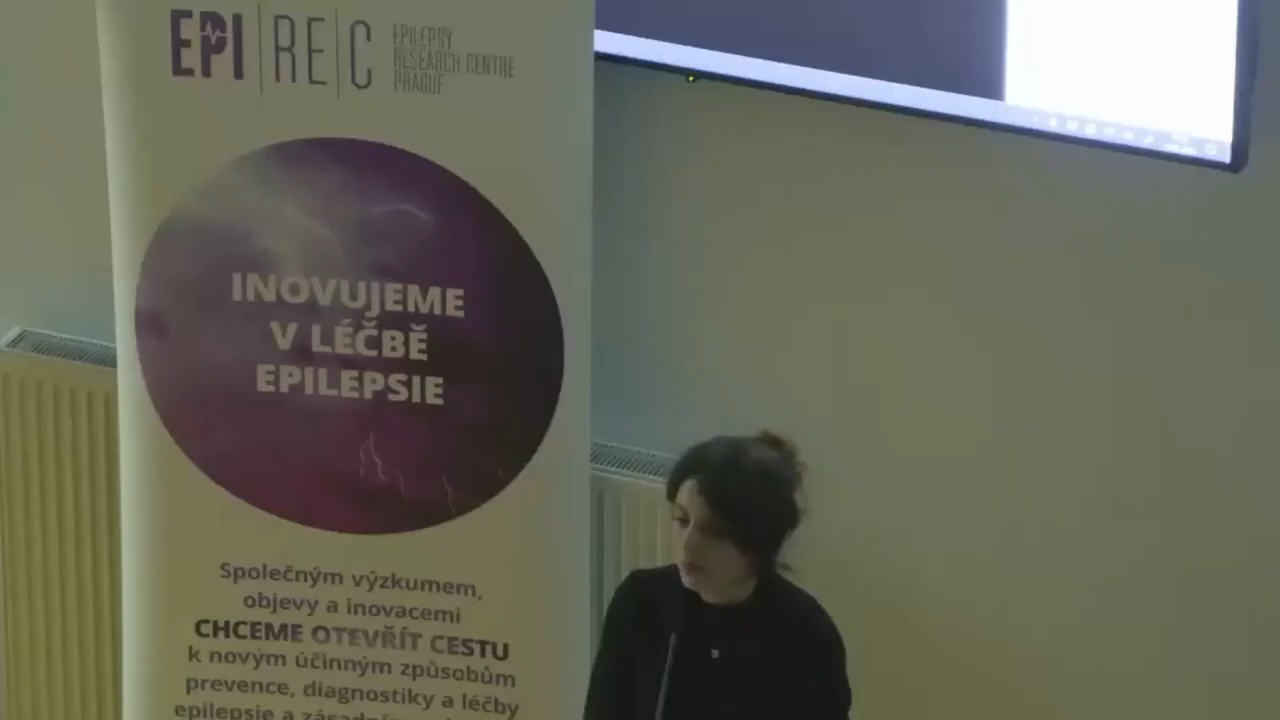 EPI REC
EPILEPSY
RESEARCH CENTRE
PRAGUE
INOVUJEME
V LÉČBĚ
EPILEPSIE
Společným výzkumem,
objevy a inovacemi
CHCEME OTEVŘÍT CESTU
k novým účinným způsobům
prevence, diagnostiky a léčby
epilepsie a